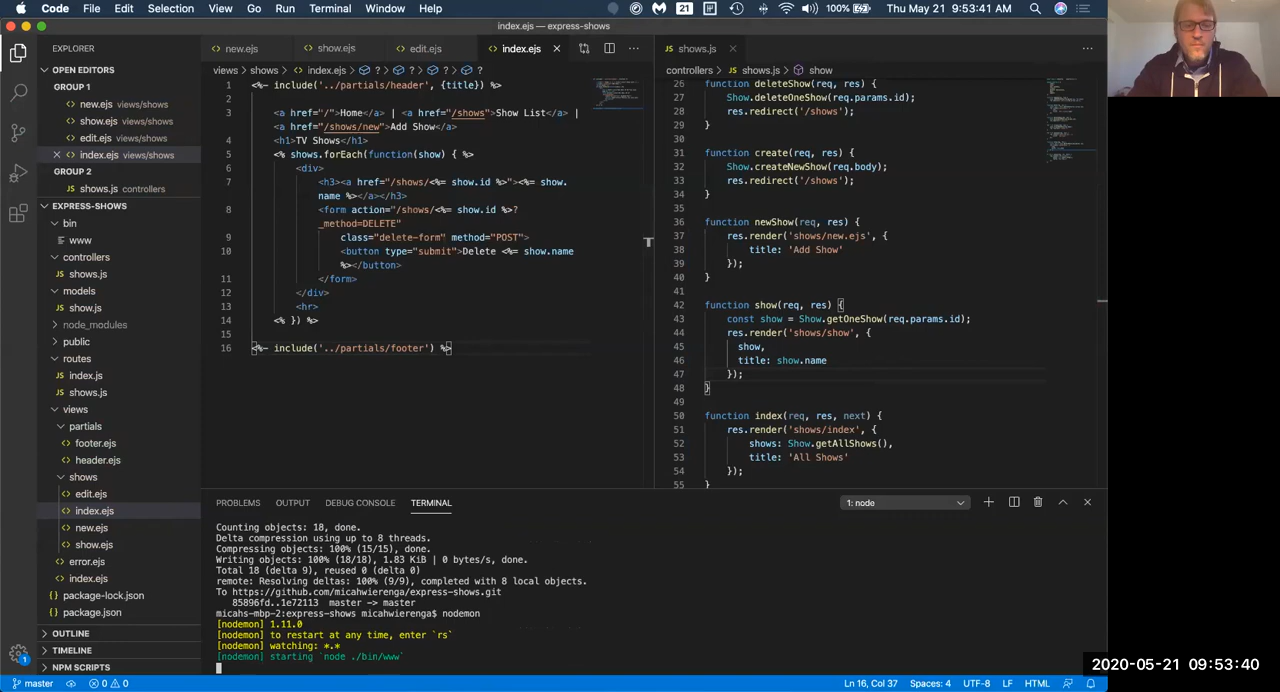 Code File Edit Selection View Go Run Terminal Window Help 21 100% Thu May 21 9:53:41 AM
index.ejs — express-shows
EXPLORER
OPEN EDITORS
GROUP 1
new.ejs views/shows
show.ejs views/shows
edit.ejs views/shows
index.ejs views/shows
GROUP 2
JS shows.js controllers
EXPRESS-SHOWS
bin
www
controllers
JS shows.js
models
JS show.js
node_modules
public
routes
JS index.js
JS shows.js
views
partials
footer.ejs
header.ejs
shows
edit.ejs
index.ejs
new.ejs
show.ejs
error.ejs
index.ejs
package-lock.json
package.json
OUTLINE
TIMELINE
NPM SCRIPTS
new.ejs show.ejs edit.ejs index.ejs
views > shows > index.ejs > ? > ? > ? > ?
1 <%- include('../partials/header', {title}) %>
2
3 <a href="/">Home</a> | <a href="/shows">Show List</a> |
<a href="/shows/new">Add Show</a>
4 <h1>TV Shows</h1>
5 <% shows.forEach(function(show) { %>
6 <div>
7 <h3><a href="/shows/<%= show.id %>"><%= show.
name %></a></h3>
8 <form action="/shows/<%= show.id %>?
_method=DELETE"
9 class="delete-form" method="POST">
10 <button type="submit">Delete <%= show.name
%></button>
11 </form>
12 </div>
13 <hr>
14 <% }) %>
15
16 <%- include('../partials/footer') %>
JS shows.js
controllers > JS shows.js > show
26 function deleteShow(req, res) {
27 Show.deleteOneShow(req.params.id);
28 res.redirect('/shows');
29 }
30
31 function create(req, res) {
32 Show.createNewShow(req.body);
33 res.redirect('/shows');
34 }
35
36 function newShow(req, res) {
37 res.render('shows/new.ejs', {
38 title: 'Add Show'
39 });
40 }
41
42 function show(req, res) {
43 const show = Show.getOneShow(req.params.id);
44 res.render('shows/show', {
45 show,
46 title: show.name
47 });
48 }
49
50 function index(req, res, next) {
51 res.render('shows/index', {
52 shows: Show.getAllShows(),
53 title: 'All Shows'
54 });
55 }
PROBLEMS OUTPUT DEBUG CONSOLE TERMINAL 1: node
Counting objects: 18, done.
Delta compression using up to 8 threads.
Compressing objects: 100% (15/15), done.
Writing objects: 100% (18/18), 1.83 KiB | 0 bytes/s, done.
Total 18 (delta 9), reused 0 (delta 0)
remote: Resolving deltas: 100% (9/9), completed with 8 local objects.
To https://github.com/micahwierenga/express-shows.git
85896fd..1e72113 master -> master
micahs-mbp-2:express-shows micahwierenga$ nodemon
[nodemon] 1.11.0
[nodemon] to restart at any time, enter `rs`
[nodemon] watching: *.*
[nodemon] starting `node ./bin/www`
1
master 0 0 Ln 16, Col 37 Spaces: 4 UTF-8 LF HTML
2020-05-21 09:53:40